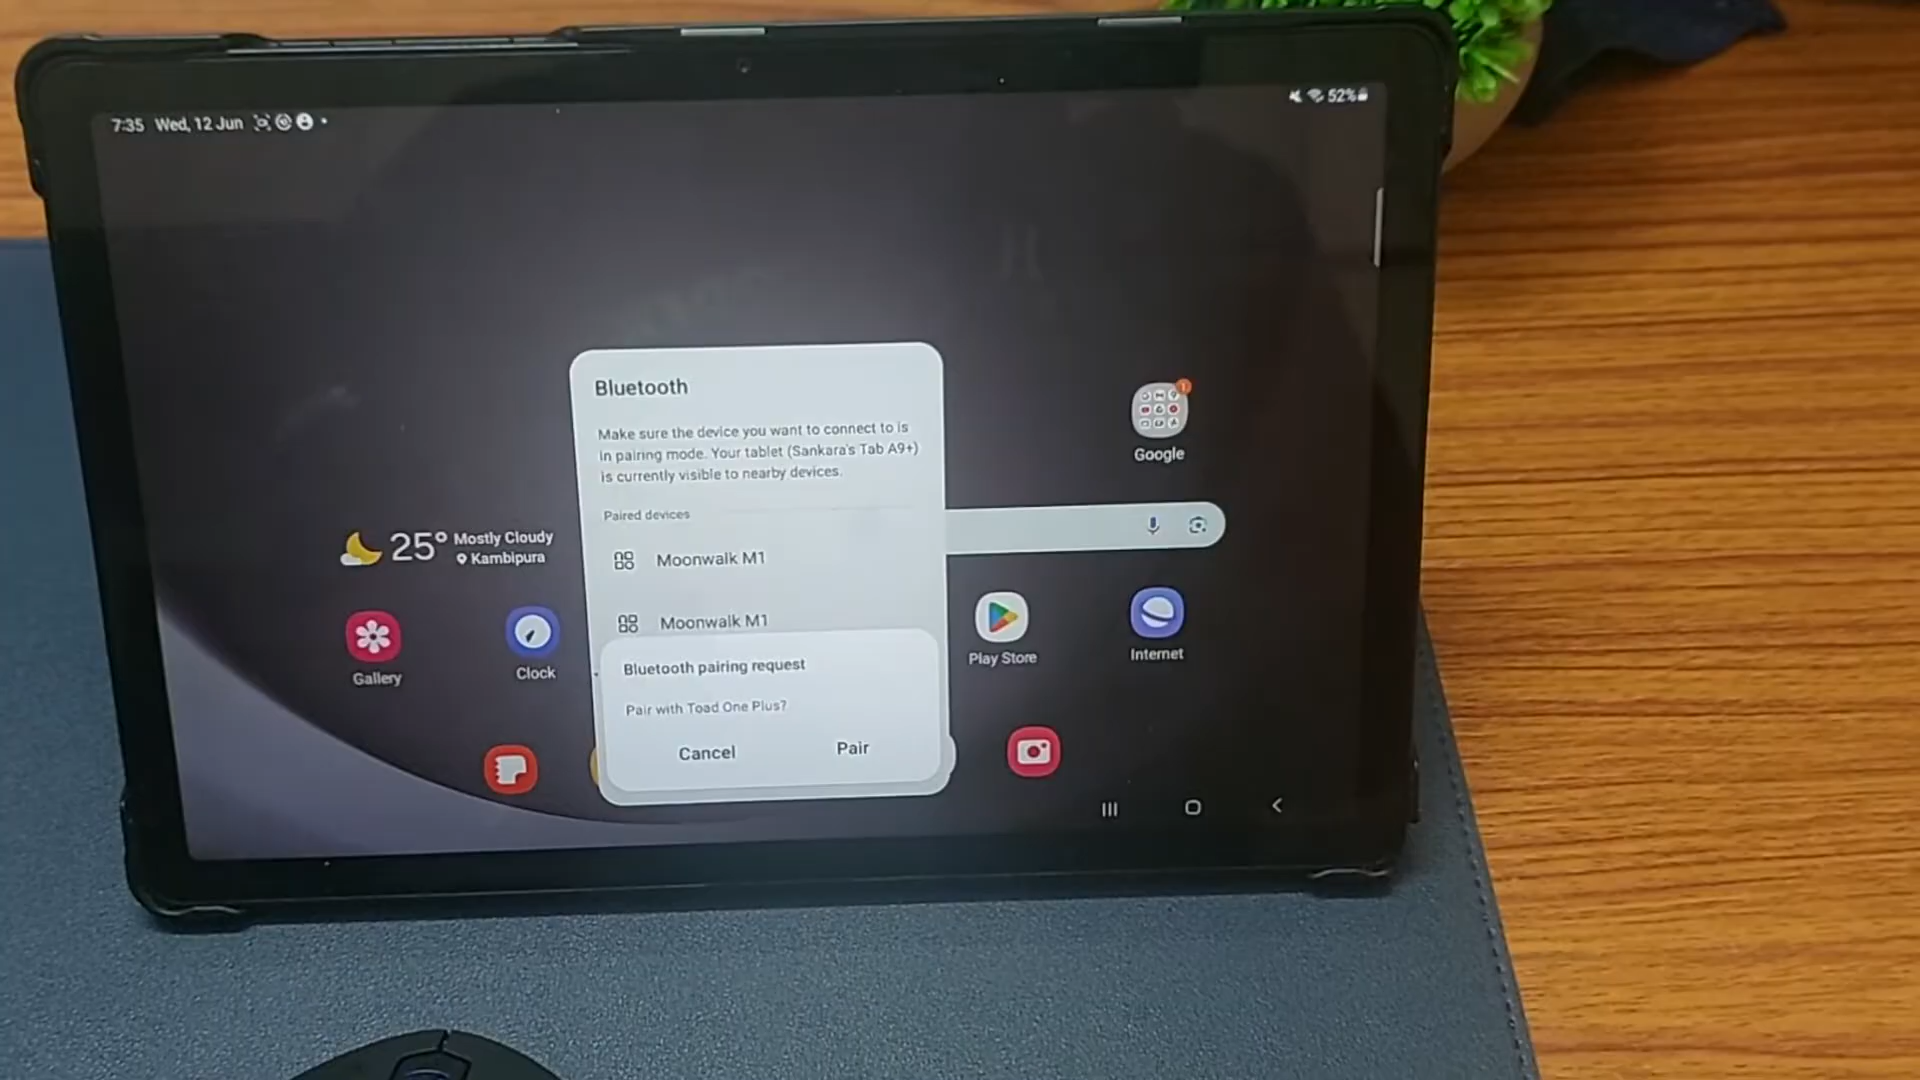 7:35 Wed, 12 Jun
52%
Bluetooth
Make sure the device you want to connect to is
in pairing mode. Your tablet (Sankara's Tab A9+)
is currently visible to nearby devices.
Paired devices
Moonwalk M1
Moonwalk M1
Bluetooth pairing request
Pair with Toad One Plus?
Cancel
Pair
25° Mostly Cloudy
Kambipura
Google
1
Gallery
Clock
Play Store
Internet